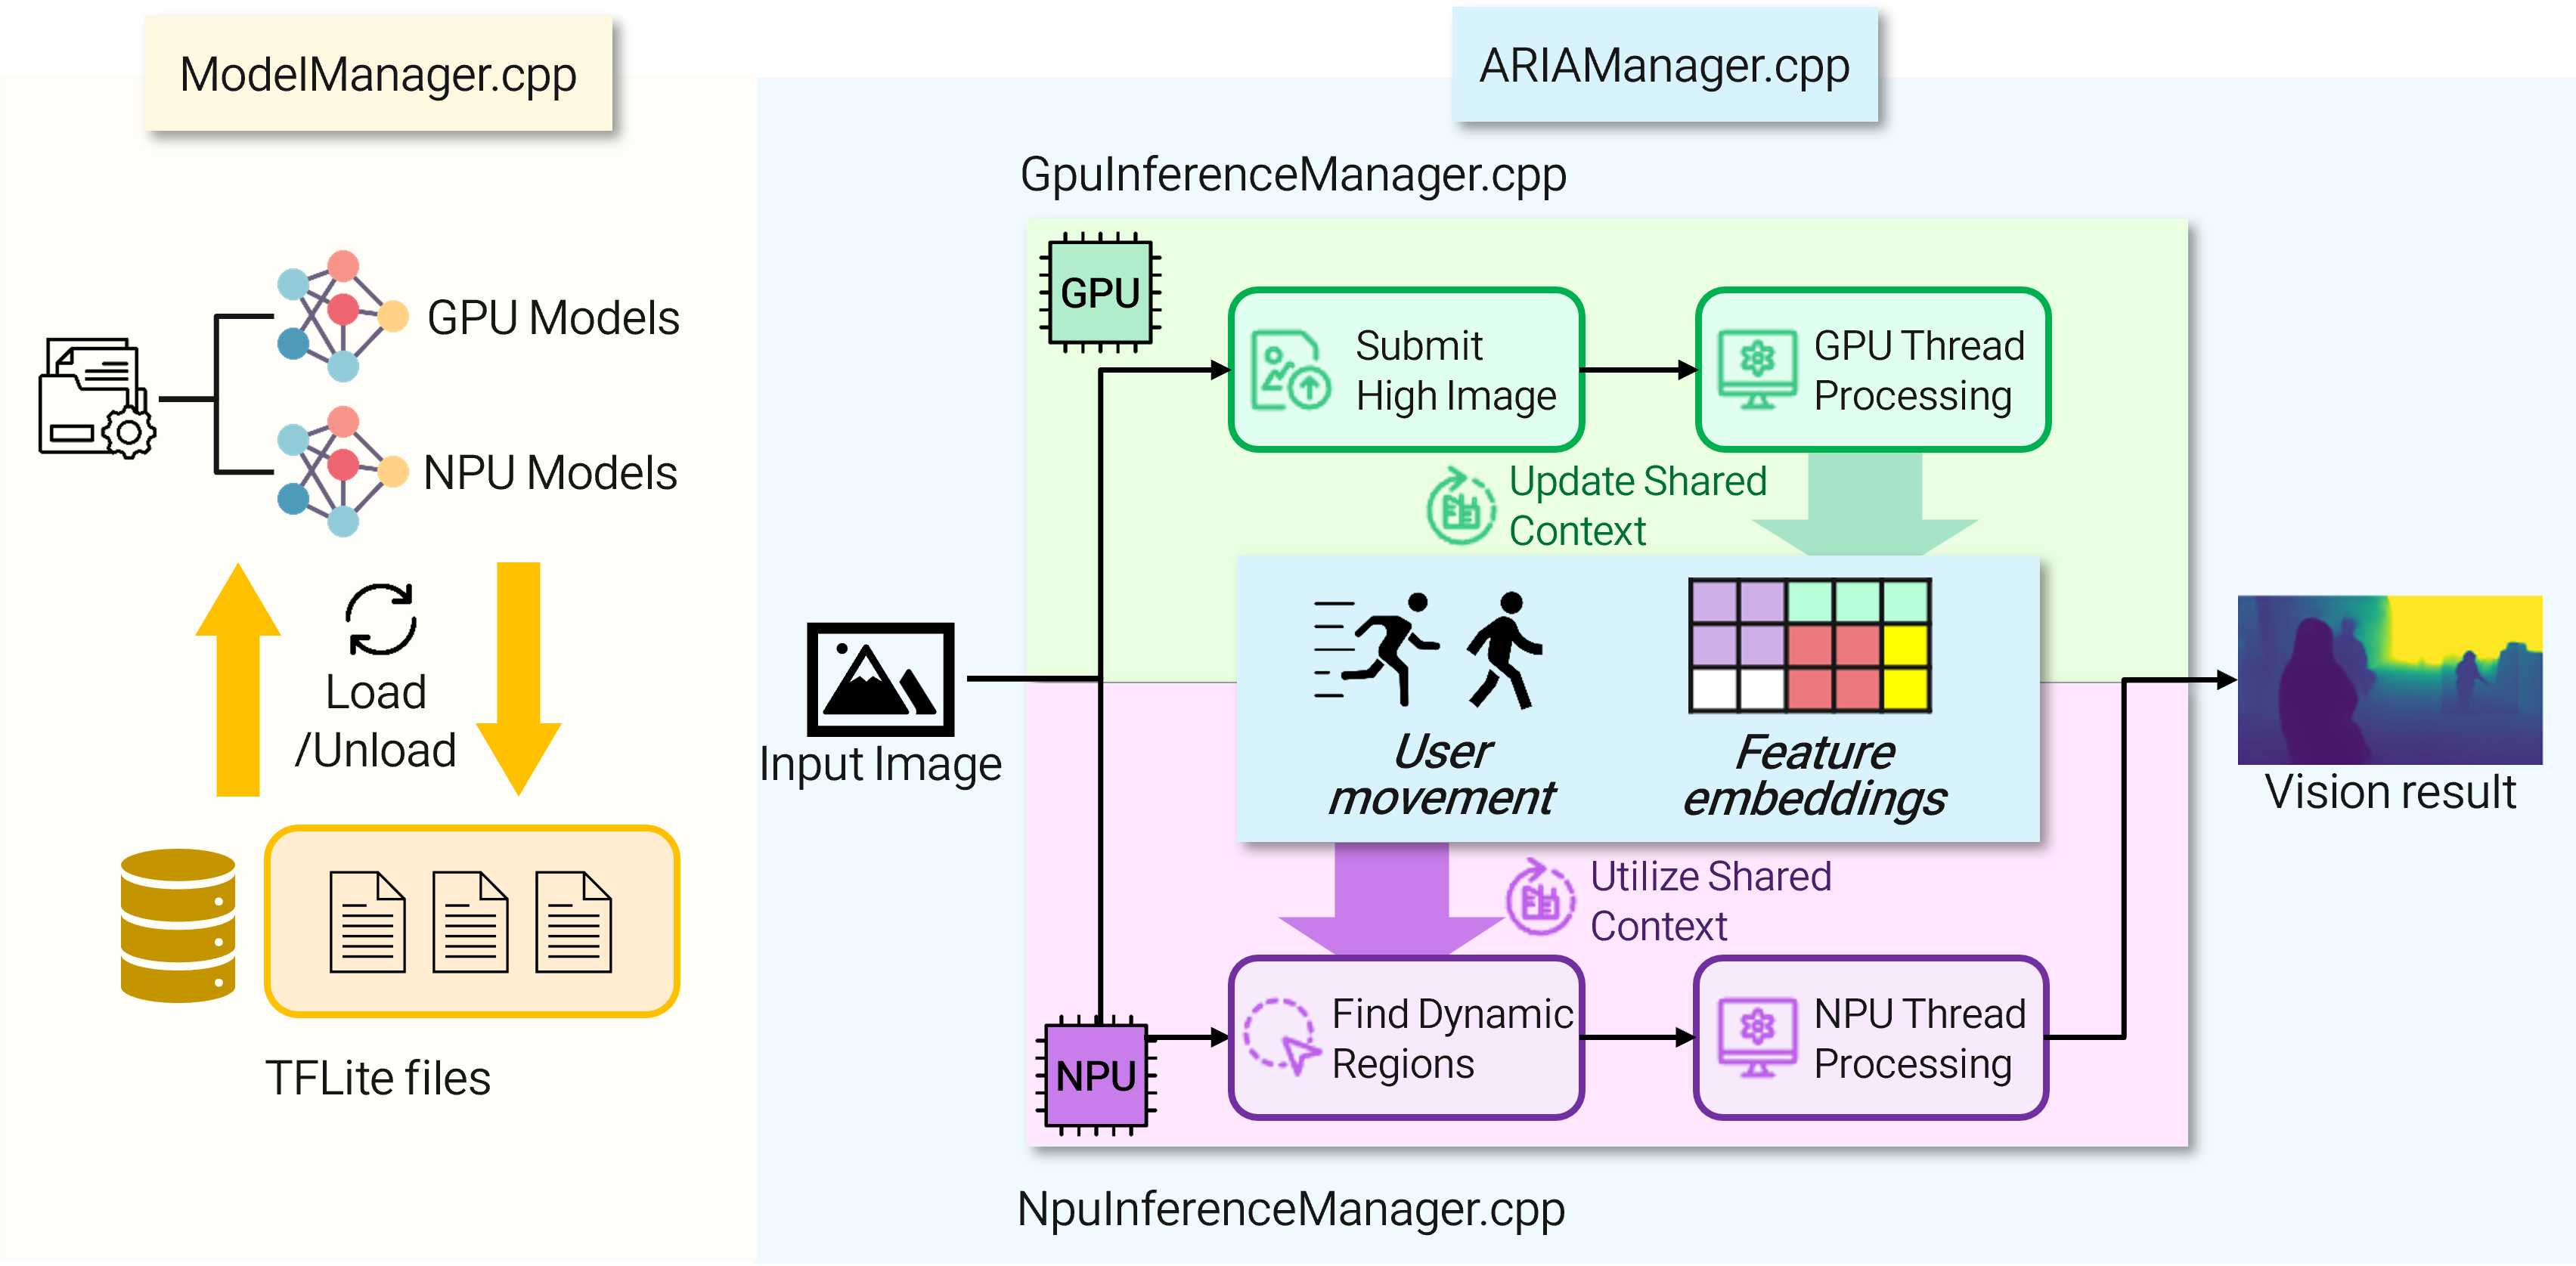 ModelManager.cpp
GPU Models
NPU Models
Load
/Unload
TFLite files
ARIAManager.cpp
GpuInferenceManager.cpp
GPU
Submit
High Image
GPU Thread
Processing
Update Shared
Context
Input Image
User
movement
Feature
embeddings
Vision result
Utilize Shared
Context
NPU
Find Dynamic
Regions
NPU Thread
Processing
NpuInferenceManager.cpp